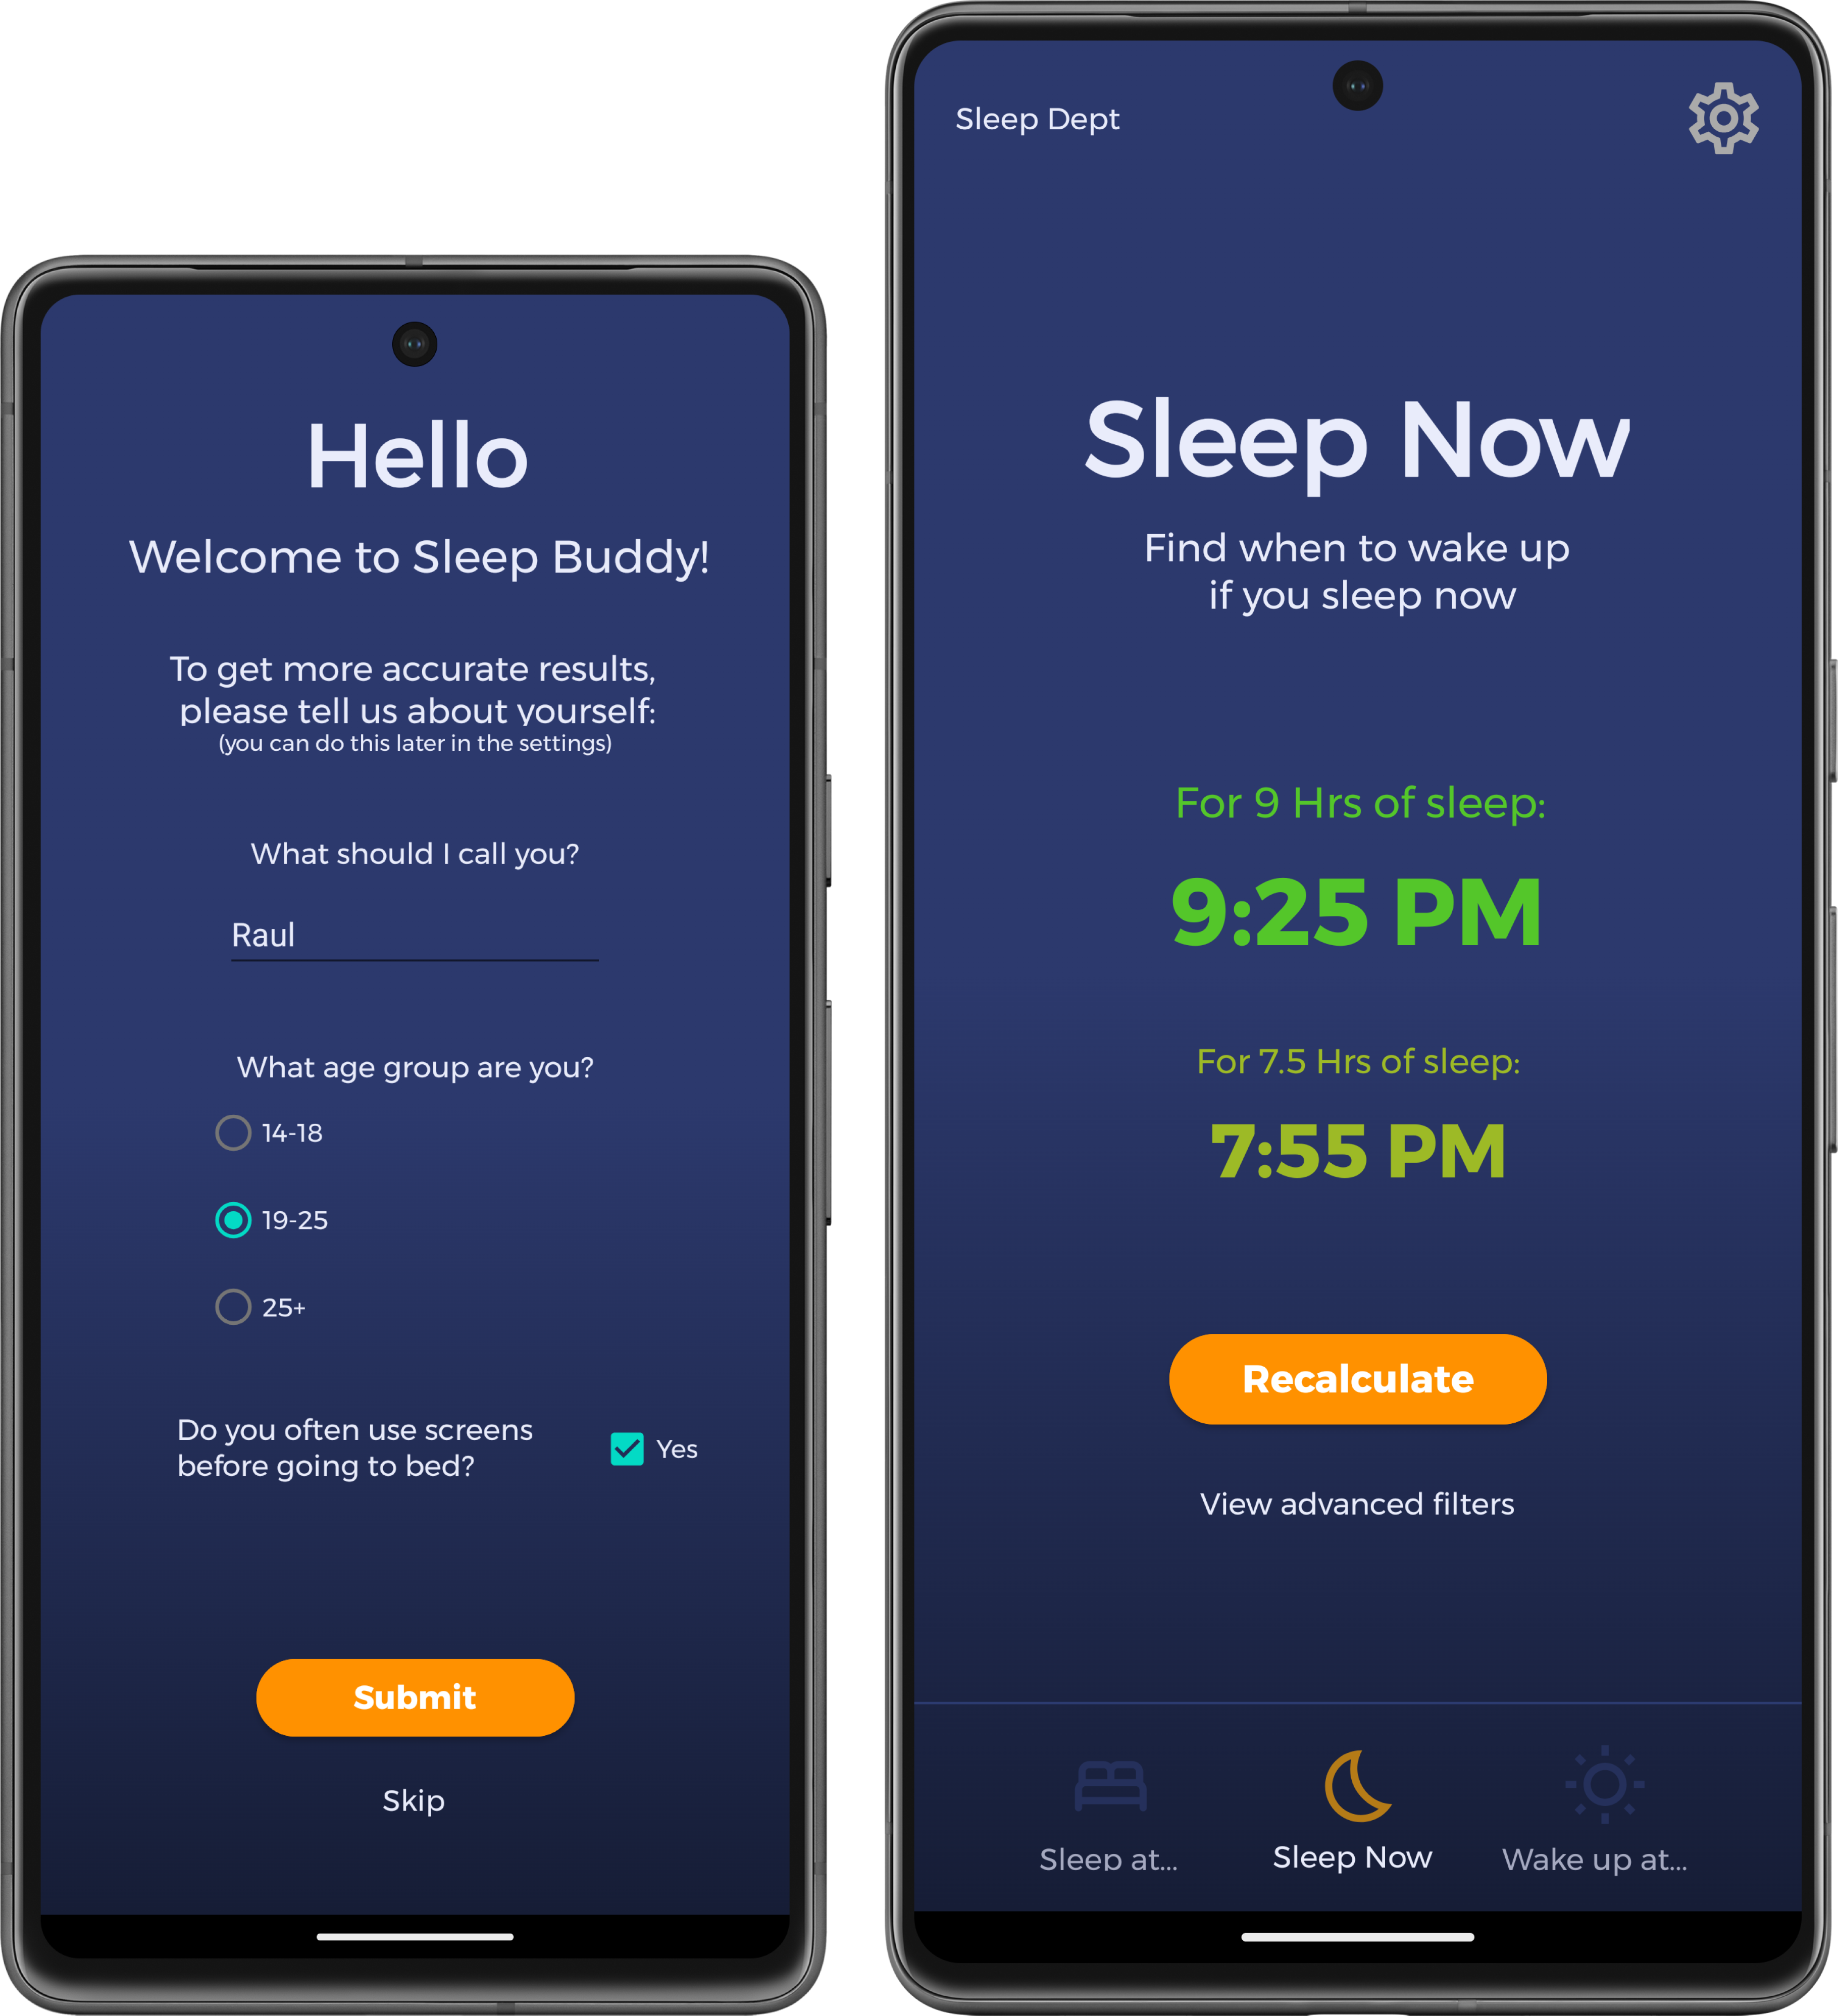 Hello
Welcome to Sleep Buddy!
To get more accurate results,
please tell us about yourself:
(you can do this later in the settings)
What should I call you?
Raul
What age group are you?
14-18
19-25
25+
Do you often use screens
before going to bed?
Yes
Submit
Skip
Sleep Dept
Sleep Now
Find when to wake up
if you sleep now
For 9 Hrs of sleep:
9:25 PM
For 7.5 Hrs of sleep:
7:55 PM
Recalculate
View advanced filters
Sleep at...
Sleep Now
Wake up at...